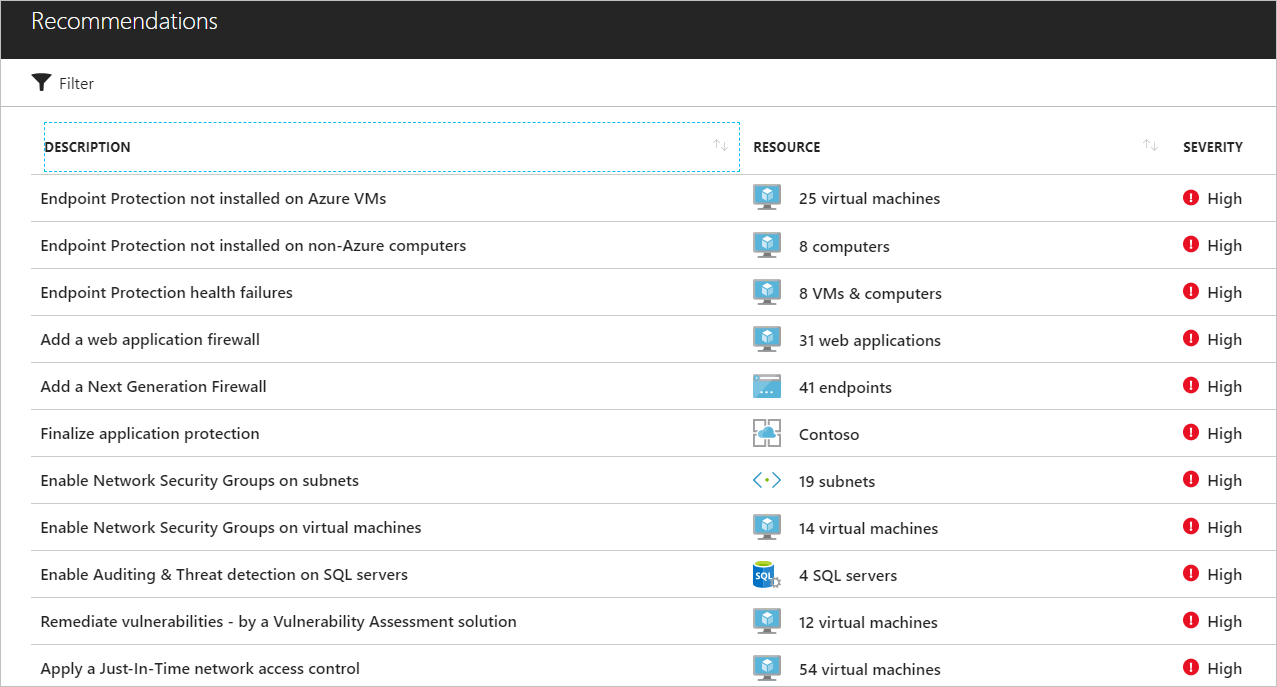 Recommendations
Filter
DESCRIPTION RESOURCE SEVERITY
Endpoint Protection not installed on Azure VMs 25 virtual machines High
Endpoint Protection not installed on non-Azure computers 8 computers High
Endpoint Protection health failures 8 VMs & computers High
Add a web application firewall 31 web applications High
Add a Next Generation Firewall 41 endpoints High
Finalize application protection Contoso High
Enable Network Security Groups on subnets 19 subnets High
Enable Network Security Groups on virtual machines 14 virtual machines High
Enable Auditing & Threat detection on SQL servers SQL 4 SQL servers High
Remediate vulnerabilities - by a Vulnerability Assessment solution 12 virtual machines High
Apply a Just-In-Time network access control 54 virtual machines High